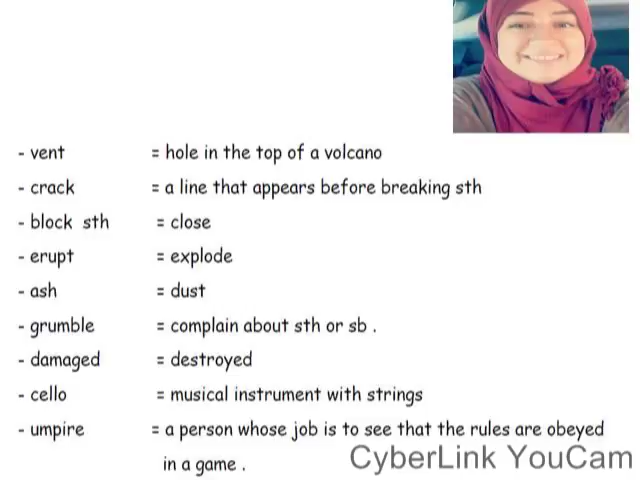 - vent = hole in the top of a volcano
- crack = a line that appears before breaking sth
- block sth = close
- erupt = explode
- ash = dust
- grumble = complain about sth or sb .
- damaged = destroyed
- cello = musical instrument with strings
- umpire = a person whose job is to see that the rules are obeyed
in a game .
CyberLink YouCam